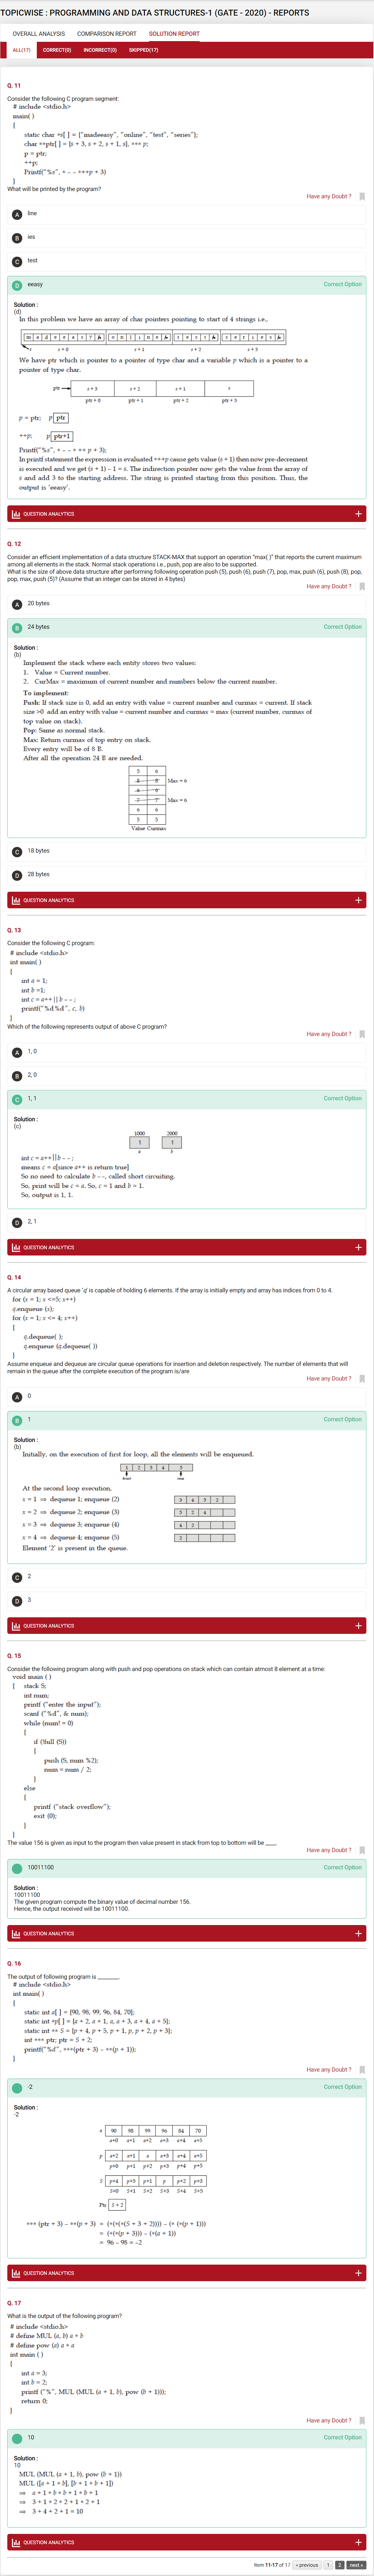 TOPICWISE : PROGRAMMING AND DATA STRUCTURES-1 (GATE - 2020) - REPORTS
OVERALL ANALYSIS COMPARISON REPORT SOLUTION REPORT
ALL(17) CORRECT(0) INCORRECT(0) SKIPPED(17)
Q. 11
Consider the following C program segment:
# include <stdio.h>
main( )
{
static char *s[ ] = {"madeeasy", "online", "test", "series"};
char **ptr[ ] = {s + 3, s + 2, s + 1, s}, *** p;
p = ptr;
++p;
Printf("%s", * – – *++p + 3)
}
What will be printed by the program?
Have any Doubt ?
A line
B ies
C test
D eeasy
Correct Option
Solution :
(d)
In this problem we have an array of char pointers pointing to start of 4 strings i.e.,
m a d e e a s y \0 o n l i n e \0 t e s t \0 s e r i e s \0
s s + 0 s + 1 s + 2 s + 3
We have ptr which is pointer to a pointer of type char and a variable p which is a pointer to a
pointer of type char.
ptr s + 3 s + 2 s + 1 s
ptr + 0 ptr + 1 ptr + 2 ptr + 3
p = ptr; p ptr
++p; p ptr+1
Printf("%s", * – – * ++ p + 3);
In printf statement the expression is evaluated *++p cause gets value (s + 1) then now pre-decrement
is executed and we get (s + 1) – 1 = s. The indirection pointer now gets the value from the array of
s and add 3 to the starting address. The string is printed starting from this position. Thus, the
output is 'eeasy'.
QUESTION ANALYTICS +
Q. 12
Consider an efficient implementation of a data structure STACK-MAX that support an operation "max( )" that reports the current maximum
among all elements in the stack. Normal stack operations i.e., push, pop are also to be supported.
What is the size of above data structure after performing following operation push (5), push (6), push (7), pop, max, push (6), push (8), pop,
pop, max, push (5)? (Assume that an integer can be stored in 4 bytes)
Have any Doubt ?
A 20 bytes
B 24 bytes
Correct Option
Solution :
(b)
Implement the stack where each entity stores two values:
1. Value = Current number.
2. CurMax = maximum of current number and numbers below the current number.
To implement:
Push: If stack size is 0, add an entry with value = current number and curmax = current. If stack
size >0 add an entry with value = current number and curmax = max (current number, curmax of
top value on stack).
Pop: Same as normal stack.
Max: Return curmax of top entry on stack.
Every entry will be of 8 B.
After all the operation 24 B are needed.
5 6
8 8 Max = 6
6 6
7 7 Max = 6
6 6
5 5
Value Curmax
C 18 bytes
D 28 bytes
QUESTION ANALYTICS +
Q. 13
Consider the following C program:
# include <stdio.h>
int main( )
{
int a = 1;
int b =1;
int c = a++ || b – – ;
printf("%d%d", c, b)
}
Which of the following represents output of above C program?
Have any Doubt ?
A 1, 0
B 2, 0
C 1, 1
Correct Option
Solution :
(c)
1000 2000
1 1
a b
int c = a++||b – – ;
means c = a[since a++ is return true]
So no need to calculate b – –, called short circuiting.
So, print will be c = a. So, c = 1 and b = 1.
So, output is 1, 1.
D 2, 1
QUESTION ANALYTICS +
Q. 14
A circular array based queue 'q' is capable of holding 6 elements. If the array is initially empty and array has indices from 0 to 4.
for (x = 1; x <=5; x++)
q.enqueue (x);
for (x = 1; x <= 4; x++)
{
q.dequeue( );
q.enqueue (q.dequeue( ))
}
Assume enqueue and dequeue are circular queue operations for insertion and deletion respectively. The number of elements that will
remain in the queue after the complete execution of the program is/are
Have any Doubt ?
A 0
B 1
Correct Option
Solution :
(b)
Initially, on the execution of first for loop, all the elements will be enqueued.
1 2 3 4 5
front rear
At the second loop execution,
x = 1 ⇒ dequeue 1; enqueue (2) 3 4 5 2
x = 2 ⇒ dequeue 2; enqueue (3) 5 2 4
x = 3 ⇒ dequeue 3; enqueue (4) 4 2
x = 4 ⇒ dequeue 4; enqueue (5) 2
Element '2' is present in the queue.
C 2
D 3
QUESTION ANALYTICS +
Q. 15
Consider the following program along with push and pop operations on stack which can contain atmost 8 element at a time:
void main ( )
{ stack S;
int num;
printf ("enter the input");
scanf ("%d", & num);
while (num! = 0)
{
if (!full (S))
{
push (S, num %2);
num = num / 2;
}
else
{
printf ("stack overflow");
exit (0);
}
}
The value 156 is given as input to the program then value present in stack from top to bottom will be ____.
Have any Doubt ?
10011100
Correct Option
Solution :
10011100
The given program compute the binary value of decimal number 156.
Hence, the output received will be 10011100.
QUESTION ANALYTICS +
Q. 16
The output of following program is ________.
# include <stdio.h>
int main( )
{
static int a[ ] = {90, 98, 99, 96, 84, 70};
static int *p[ ] = {a + 2, a + 1, a, a + 3, a + 4, a + 5};
static int ** S = {p + 4, p + 5, p + 1, p, p + 2, p + 3};
int *** ptr; ptr = S + 2;
printf("%d", ***(ptr + 3) – **(p + 1));
}
Have any Doubt ?
-2
Correct Option
Solution :
-2
a 90 98 99 96 84 70
a+0 a+1 a+2 a+3 a+4 a+5
p a+2 a+1 a a+3 a+4 a+5
p+0 p+1 p+2 p+3 p+4 p+5
S p+4 p+5 p+1 p p+2 p+3
S+0 S+1 S+2 S+3 S+4 S+5
Ptr S + 2
*** (ptr + 3) – **(p + 3) = (*(*(*(S + 3 + 2)))) – (* (*(p + 1)))
= (*(*(p + 3))) – (*(a + 1))
= 96 – 98 = –2
QUESTION ANALYTICS +
Q. 17
What is the output of the following program?
# include <stdio.h>
# define MUL (a, b) a * b
# define pow (a) a * a
int main ( )
{
int a = 3;
int b = 2;
printf ("%", MUL (MUL (a + 1, b), pow (b + 1)));
return 0;
}
Have any Doubt ?
10
Correct Option
Solution :
10
MUL (MUL (a + 1, b), pow (b + 1))
MUL ([a + 1 * b], [b + 1 * b + 1])
⇒ a + 1 * b * b + 1 * b + 1
⇒ 3 + 1 * 2 * 2 + 1 * 2 + 1
⇒ 3 + 4 + 2 + 1 = 10
QUESTION ANALYTICS +
Item 11-17 of 17 « previous 1 2 next »